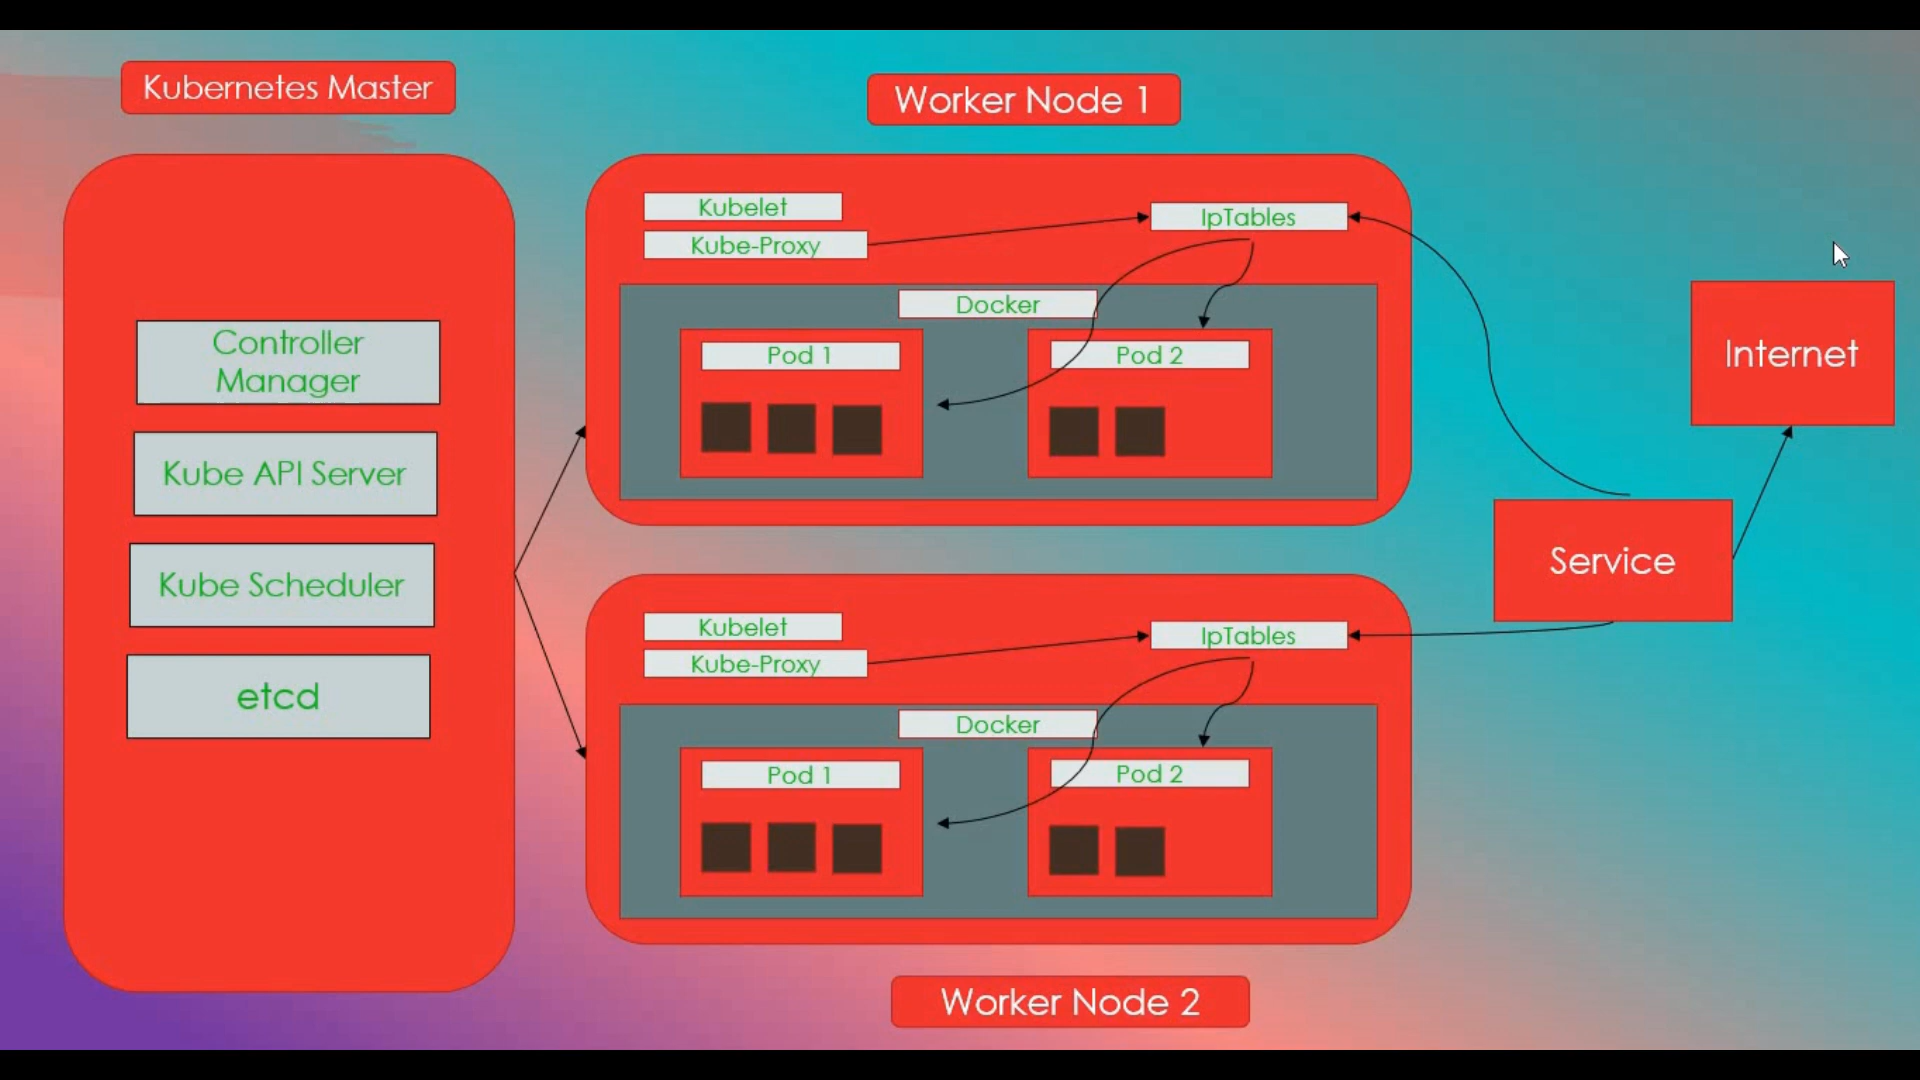 Kubernetes Master
Controller
Manager
Kube API Server
Kube Scheduler
etcd
Worker Node 1
Kubelet
Kube-Proxy
IpTables
Docker
Pod 1
Pod 2
Kubelet
Kube-Proxy
IpTables
Docker
Pod 1
Pod 2
Worker Node 2
Internet
Service